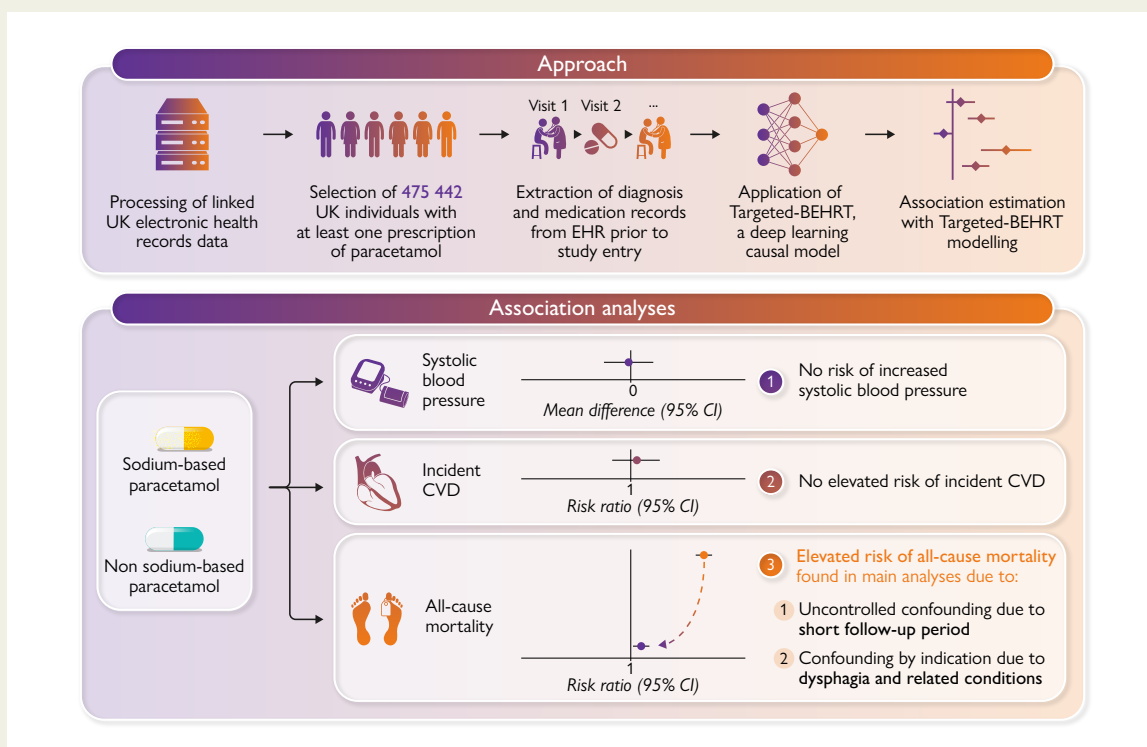 Approach
Visit 1 Visit 2 ...
Processing of linked
UK electronic health
records data
Selection of 475 442
UK individuals with
at least one prescription
of paracetamol
Extraction of diagnosis
and medication records
from EHR prior to
study entry
Application of
Targeted-BEHRT,
a deep learning
causal model
Association estimation
with Targeted-BEHRT
modelling
Association analyses
Sodium-based
paracetamol
Non sodium-based
paracetamol
Systolic
blood
pressure
0
Mean difference (95% CI)
1 No risk of increased
systolic blood pressure
Incident
CVD
1
Risk ratio (95% CI)
2 No elevated risk of incident CVD
All-cause
mortality
1
Risk ratio (95% CI)
3 Elevated risk of all-cause mortality
found in main analyses due to:
1 Uncontrolled confounding due to
short follow-up period
2 Confounding by indication due to
dysphagia and related conditions